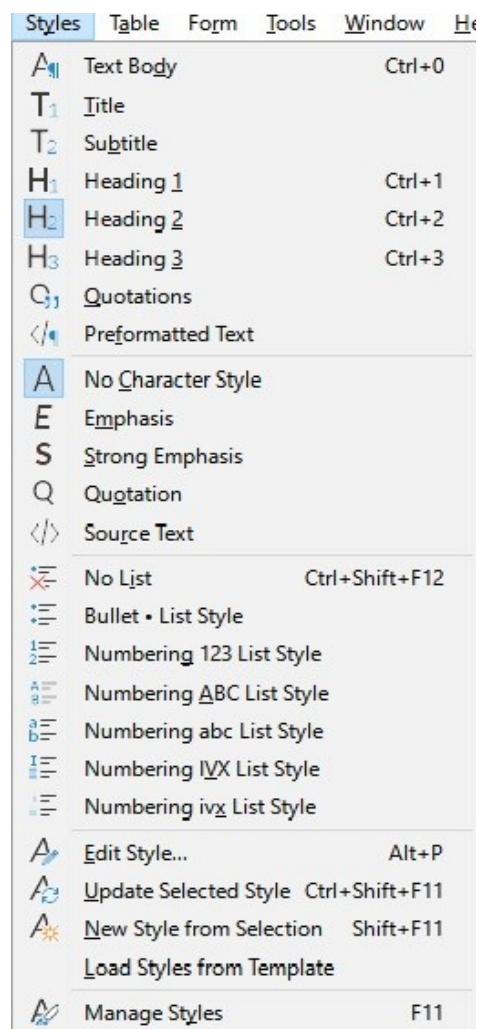 Styles Table Form Tools Window He
Text Body Ctrl+0
Title
Subtitle
Heading 1 Ctrl+1
Heading 2 Ctrl+2
Heading 3 Ctrl+3
Quotations
Preformatted Text
No Character Style
Emphasis
Strong Emphasis
Quotation
Source Text
No List Ctrl+Shift+F12
Bullet • List Style
Numbering 123 List Style
Numbering ABC List Style
Numbering abc List Style
Numbering IVX List Style
Numbering ivx List Style
Edit Style... Alt+P
Update Selected Style Ctrl+Shift+F11
New Style from Selection Shift+F11
Load Styles from Template
Manage Styles F11